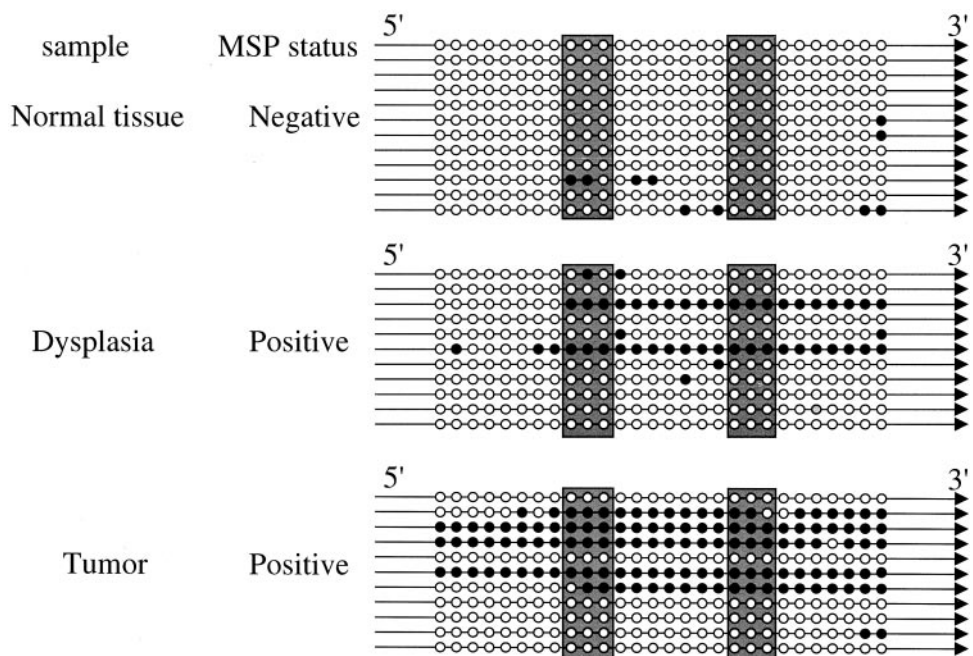 5' 3'
sample MSP status
Normal tissue Negative
5' 3'
Dysplasia Positive
5' 3'
Tumor Positive